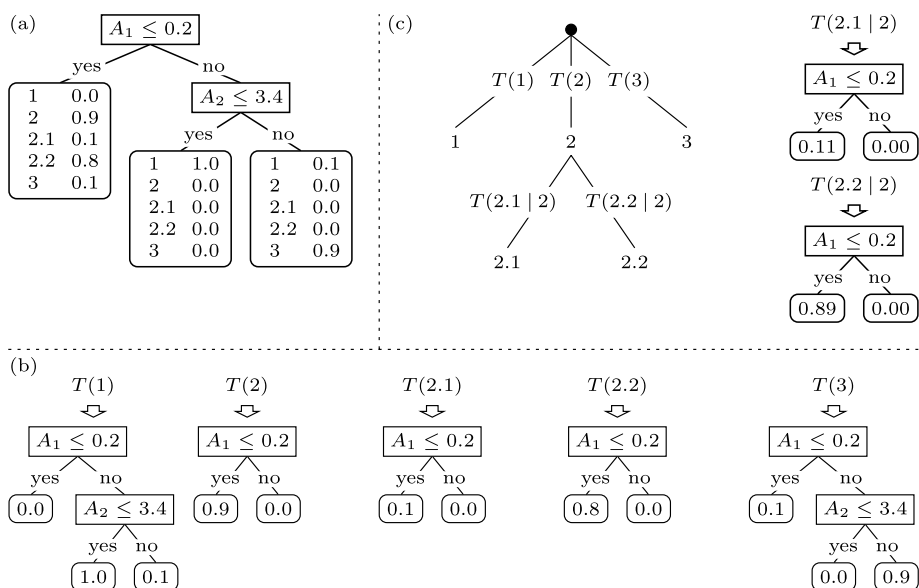 (a)
A₁ ≤ 0.2
yes no
1 0.0
2 0.9
2.1 0.1
2.2 0.8
3 0.1
A₂ ≤ 3.4
yes no
1 1.0
2 0.0
2.1 0.0
2.2 0.0
3 0.0
1 0.1
2 0.0
2.1 0.0
2.2 0.0
3 0.9
(c)
T(1) T(2) T(3)
1 2 3
T(2.1 | 2) T(2.2 | 2)
2.1 2.2
T(2.1 | 2)
A₁ ≤ 0.2
yes no
0.11 0.00
T(2.2 | 2)
A₁ ≤ 0.2
yes no
0.89 0.00
(b)
T(1)
A₁ ≤ 0.2
yes no
0.0 A₂ ≤ 3.4
yes no
1.0 0.1
T(2)
A₁ ≤ 0.2
yes no
0.9 0.0
T(2.1)
A₁ ≤ 0.2
yes no
0.1 0.0
T(2.2)
A₁ ≤ 0.2
yes no
0.8 0.0
T(3)
A₁ ≤ 0.2
yes no
0.1 A₂ ≤ 3.4
yes no
0.0 0.9